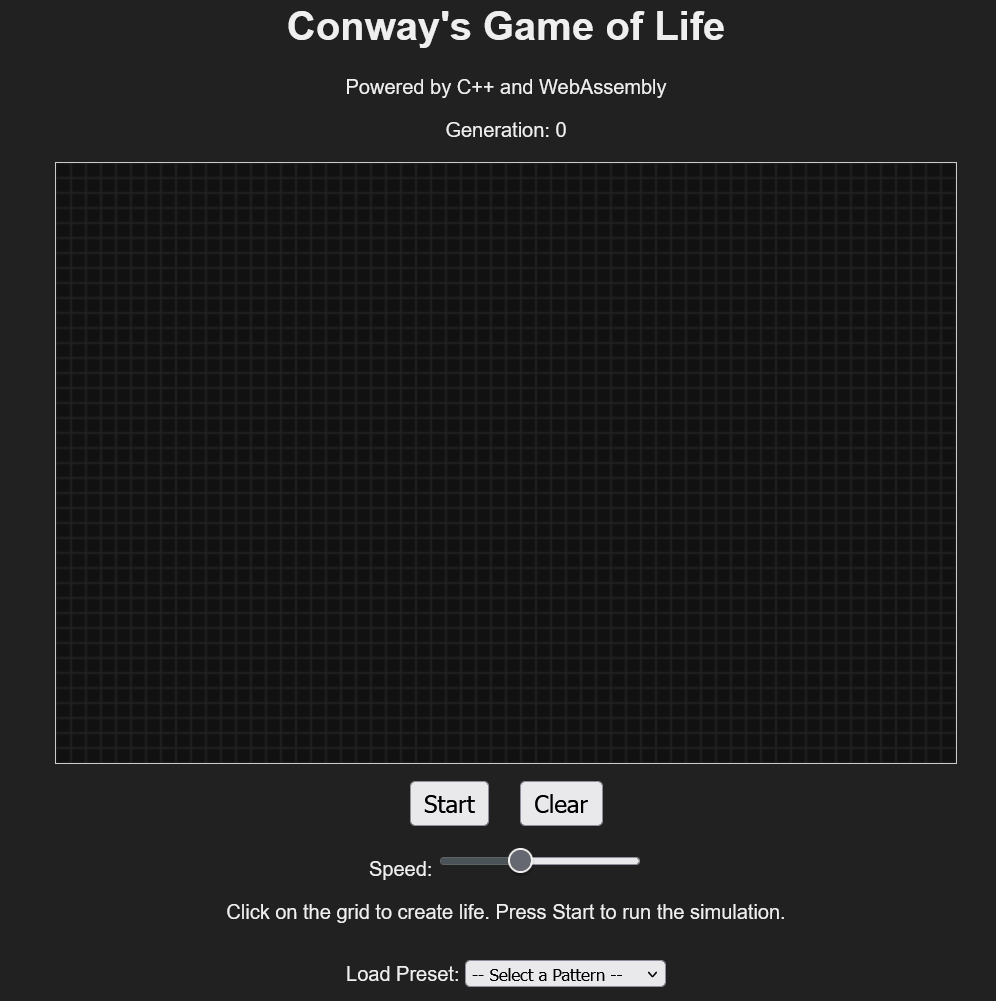 Conway's Game of Life
Powered by C++ and WebAssembly
Generation: 0
Start Clear
Speed:
Click on the grid to create life. Press Start to run the simulation.
Load Preset: -- Select a Pattern --